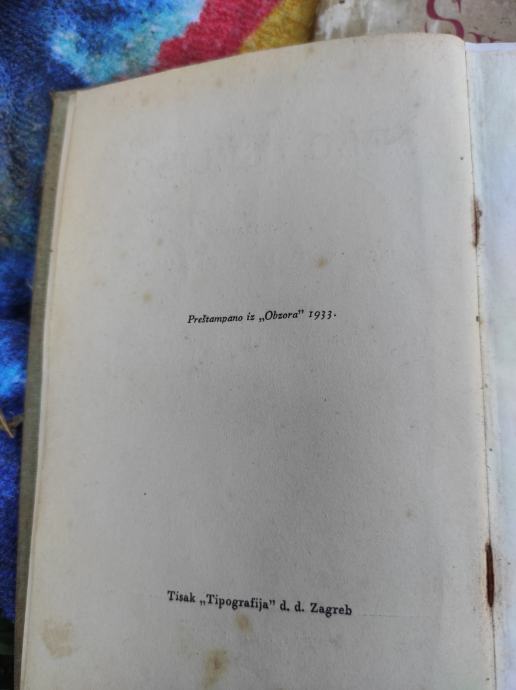 Preštampano iz „Obzora” 1933.
Tisak „Tipografija” d. d. Zagreb